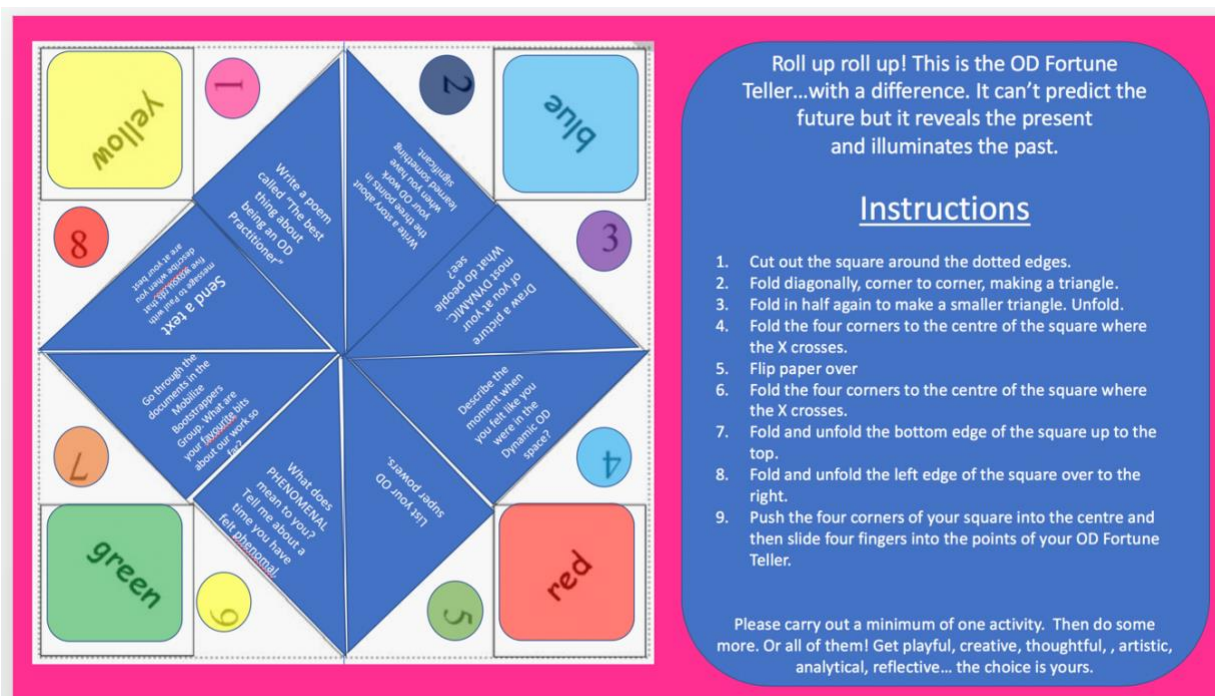 yellow
1
2
blue
Write a poem
called "The best
thing about
being an OD
Practitioner"
Write a story about
the three points in
your OD work
when you have
learned something
significant.
8
3
Send a text
message to Paul with
five that
describe when you
are at your best
Draw a picture
of you at your
most DYNAMIC.
What do people
see?
Go through the
documents in the
Mobilize
Bootstrappers
Group. What are
your favourite bits
about our work so
far?
Describe the
moment when
you felt like you
were in the
Dynamic OD
space?
7
4
What does
PHENOMENAL
mean to you?
Tell me about a
time you have
felt phenomal.
List your OD
super powers.
green
6
5
red
Roll up roll up! This is the OD Fortune
Teller...with a difference. It can't predict the
future but it reveals the present
and illuminates the past.
Instructions
1. Cut out the square around the dotted edges.
2. Fold diagonally, corner to corner, making a triangle.
3. Fold in half again to make a smaller triangle. Unfold.
4. Fold the four corners to the centre of the square where
the X crosses.
5. Flip paper over
6. Fold the four corners to the centre of the square where
the X crosses.
7. Fold and unfold the bottom edge of the square up to the
top.
8. Fold and unfold the left edge of the square over to the
right.
9. Push the four corners of your square into the centre and
then slide four fingers into the points of your OD Fortune
Teller.
Please carry out a minimum of one activity. Then do some
more. Or all of them! Get playful, creative, thoughtful, , artistic,
analytical, reflective... the choice is yours.